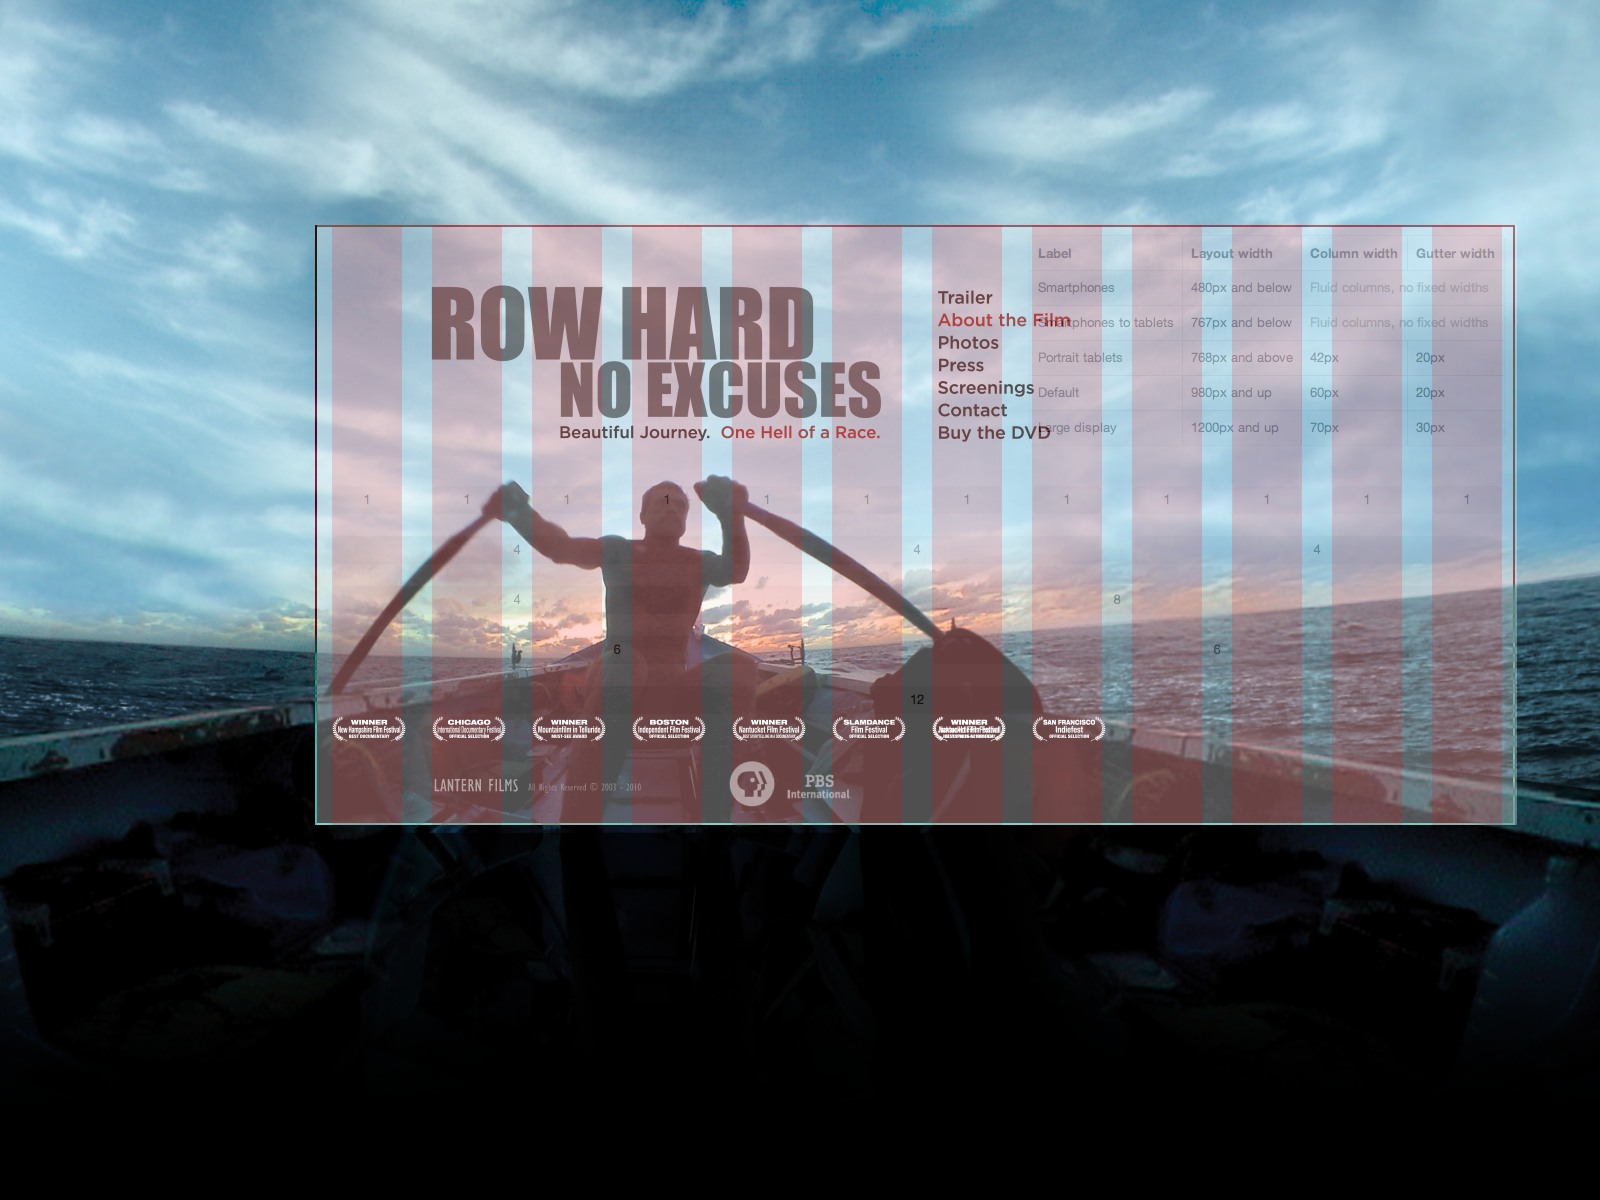 ROW HARD
NO EXCUSES
Beautiful Journey. One Hell of a Race.
Trailer
About the Film
Photos
Press
Screenings
Contact
Buy the DVD
Label Layout width Column width Gutter width
Smartphones 480px and below Fluid columns, no fixed widths
Smartphones to tablets 767px and below Fluid columns, no fixed widths
Portrait tablets 768px and above 42px 20px
Default 980px and up 60px 20px
Large display 1200px and up 70px 30px
1 1 1 1 1 1 1 1 1 1 1 1
4 4 4
4 8
6 6
12
WINNER
New Hampshire Film Festival
BEST DOCUMENTARY
CHICAGO
International Documentary Festival
OFFICIAL SELECTION
WINNER
Mountainfilm in Telluride
MUST-SEE AWARD
BOSTON
Independent Film Festival
OFFICIAL SELECTION
WINNER
Nantucket Film Festival
BEST STORYTELLING IN A DOCUMENTARY
SLAMDANCE
Film Festival
OFFICIAL SELECTION
WINNER
SAN FRANCISCO
Indiefest
OFFICIAL SELECTION
LANTERN FILMS All Rights Reserved © 2003 - 2010
PBS
International